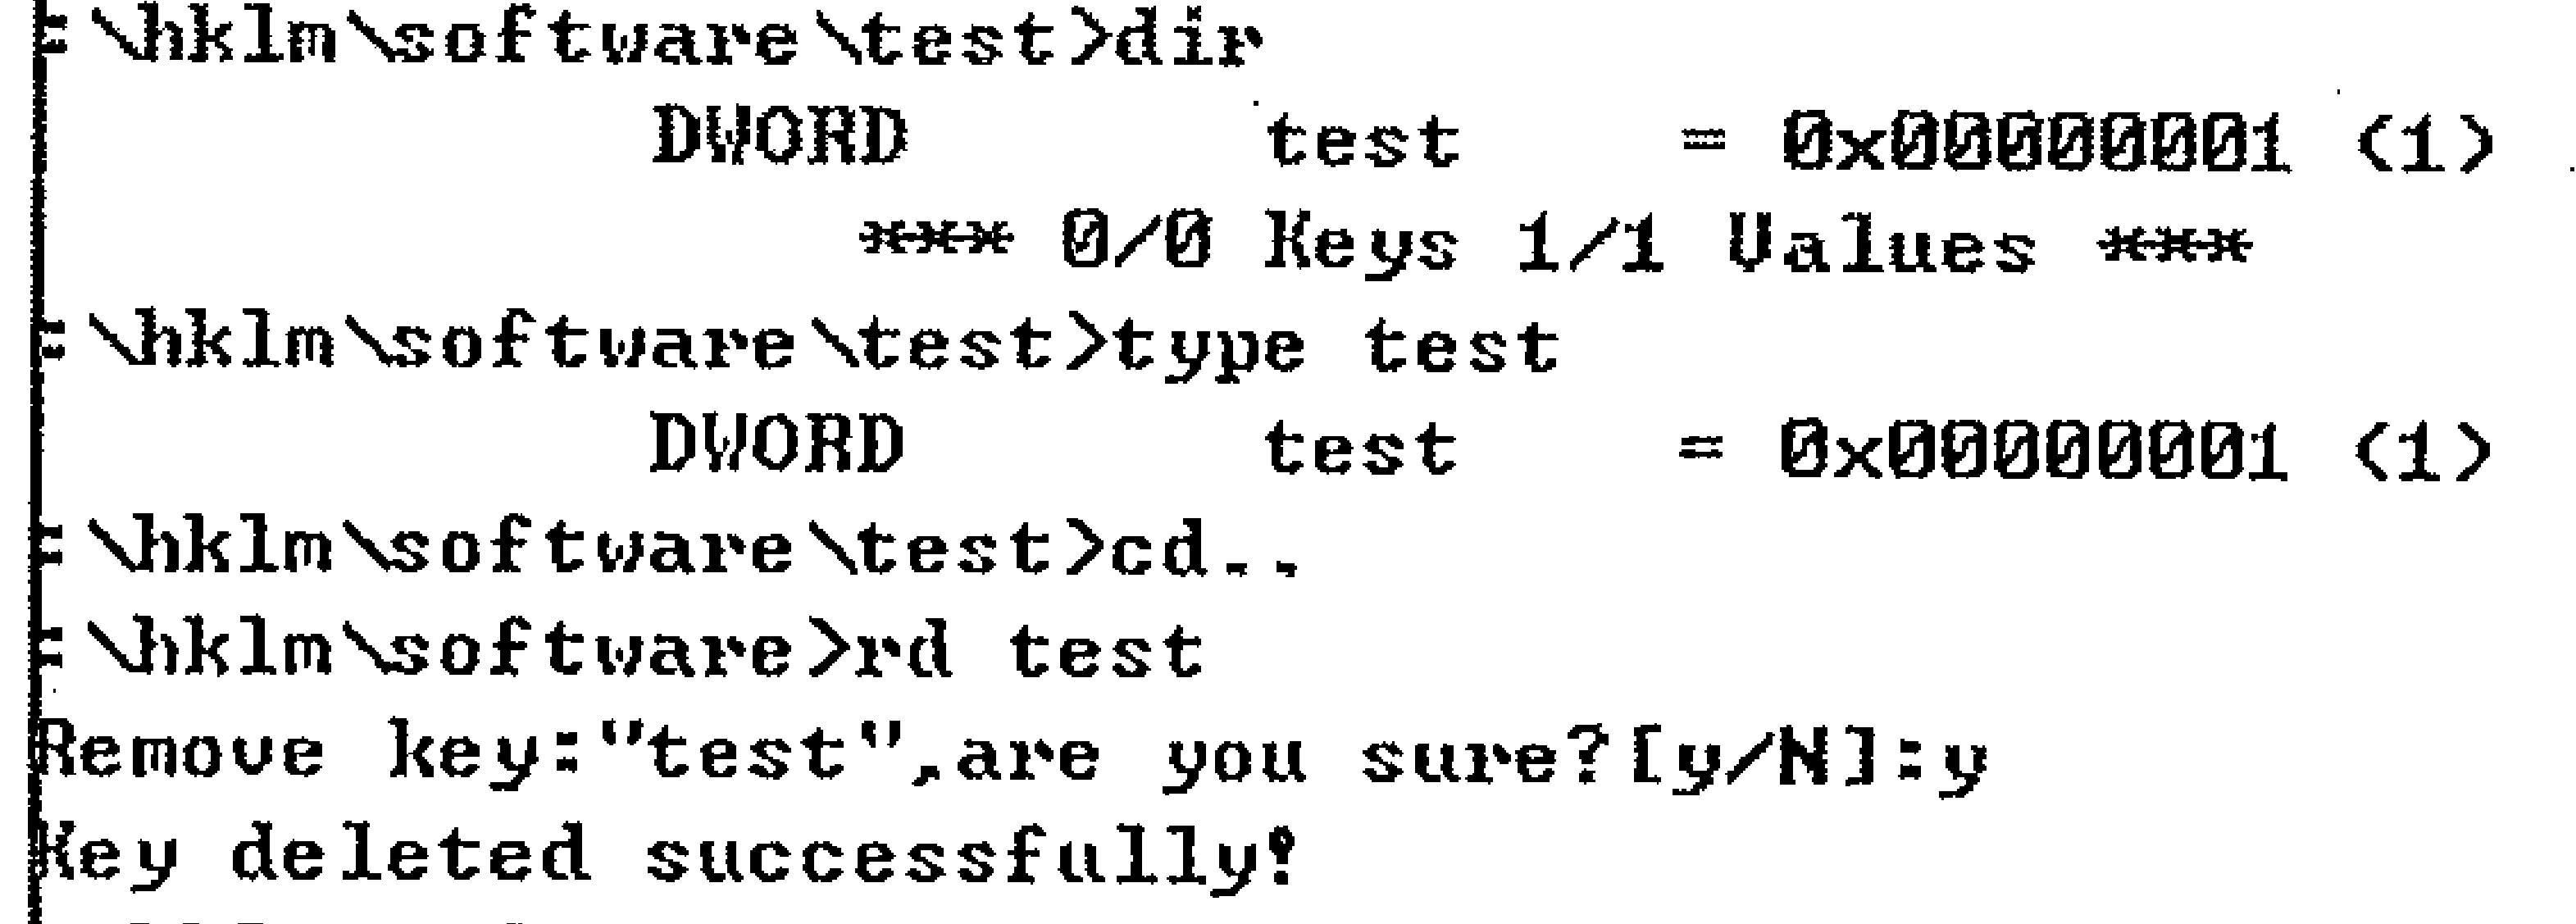 :\hklm\software\test>dir
DWORD test = 0x00000001 (1)
*** 0/0 Keys 1/1 Values ***
:\hklm\software\test>type test
DWORD test = 0x00000001 (1)
:\hklm\software\test>cd..
:\hklm\software>rd test
Remove key:"test",are you sure?[y/N]:y
Key deleted successfully!